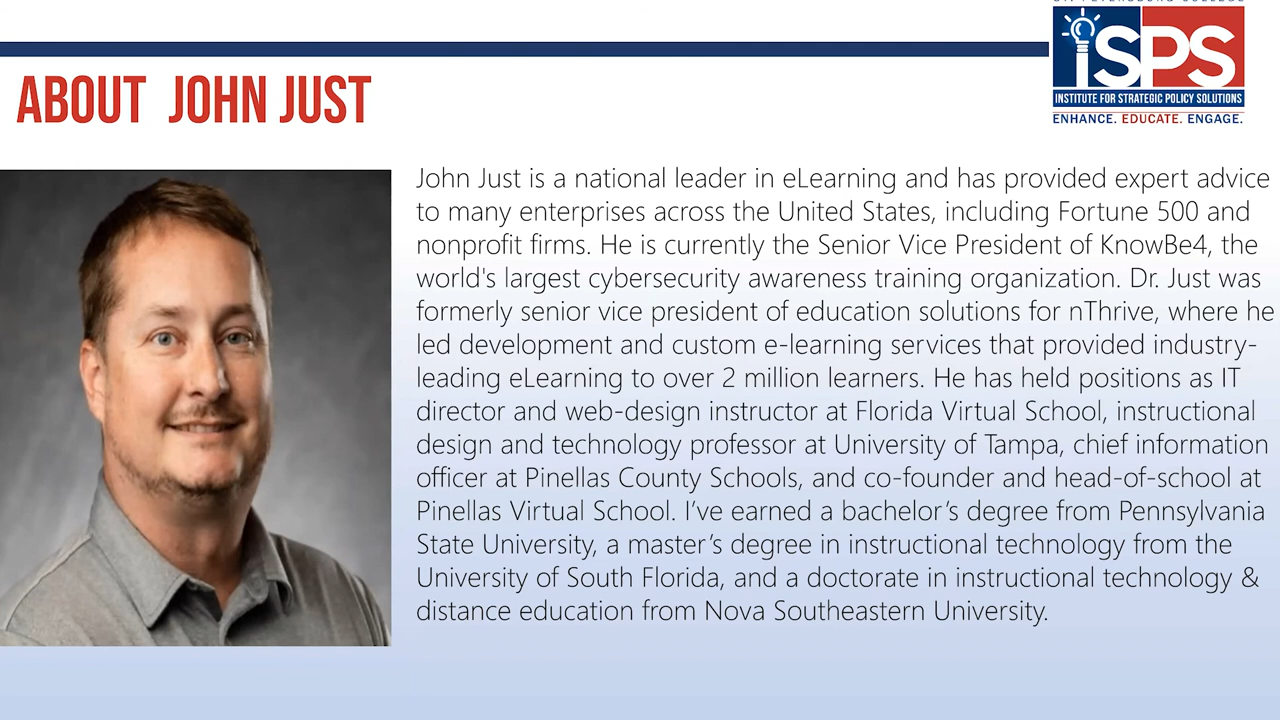 iSPS
INSTITUTE FOR STRATEGIC POLICY SOLUTIONS
ENHANCE. EDUCATE. ENGAGE.
ABOUT JOHN JUST
John Just is a national leader in eLearning and has provided expert advice
to many enterprises across the United States, including Fortune 500 and
nonprofit firms. He is currently the Senior Vice President of KnowBe4, the
world's largest cybersecurity awareness training organization. Dr. Just was
formerly senior vice president of education solutions for nThrive, where he
led development and custom e-learning services that provided industry-
leading eLearning to over 2 million learners. He has held positions as IT
director and web-design instructor at Florida Virtual School, instructional
design and technology professor at University of Tampa, chief information
officer at Pinellas County Schools, and co-founder and head-of-school at
Pinellas Virtual School. I’ve earned a bachelor’s degree from Pennsylvania
State University, a master’s degree in instructional technology from the
University of South Florida, and a doctorate in instructional technology &
distance education from Nova Southeastern University.